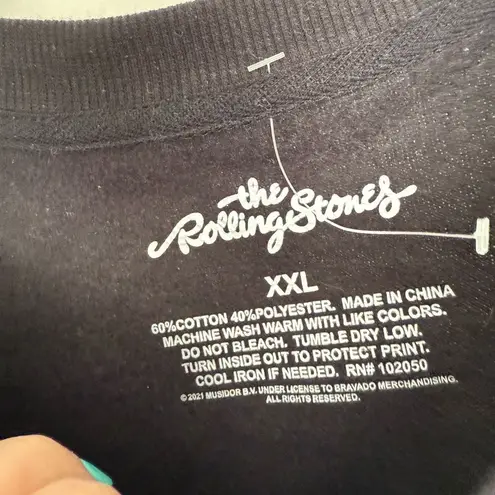 the
Rolling Stones
XXL
60%COTTON 40%POLYESTER. MADE IN CHINA
MACHINE WASH WARM WITH LIKE COLORS.
DO NOT BLEACH. TUMBLE DRY LOW.
TURN INSIDE OUT TO PROTECT PRINT.
COOL IRON IF NEEDED. RN# 102050
© 2021 MUSIDOR B.V. UNDER LICENSE TO BRAVADO MERCHANDISING.
ALL RIGHTS RESERVED.